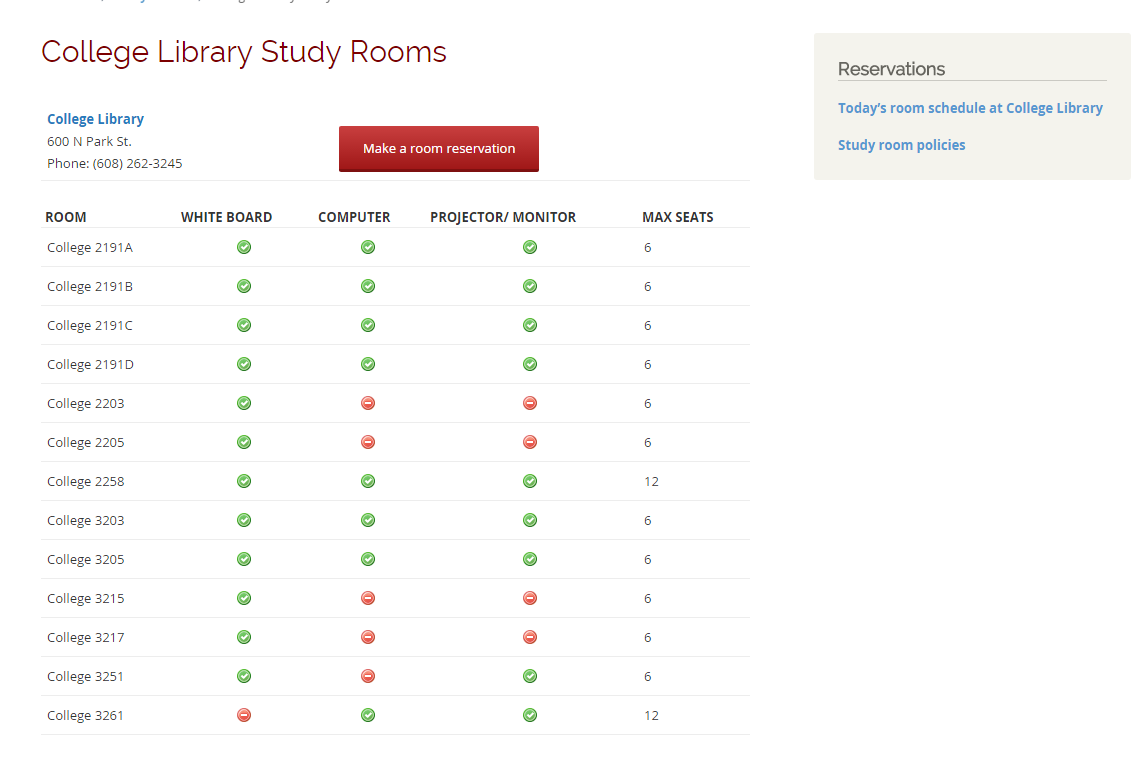 College Library Study Rooms
College Library
600 N Park St.
Phone: (608) 262-3245
Make a room reservation
ROOM WHITE BOARD COMPUTER PROJECTOR/ MONITOR MAX SEATS
College 2191A 6
College 2191B 6
College 2191C 6
College 2191D 6
College 2203 6
College 2205 6
College 2258 12
College 3203 6
College 3205 6
College 3215 6
College 3217 6
College 3251 6
College 3261 12
Reservations
Today's room schedule at College Library
Study room policies